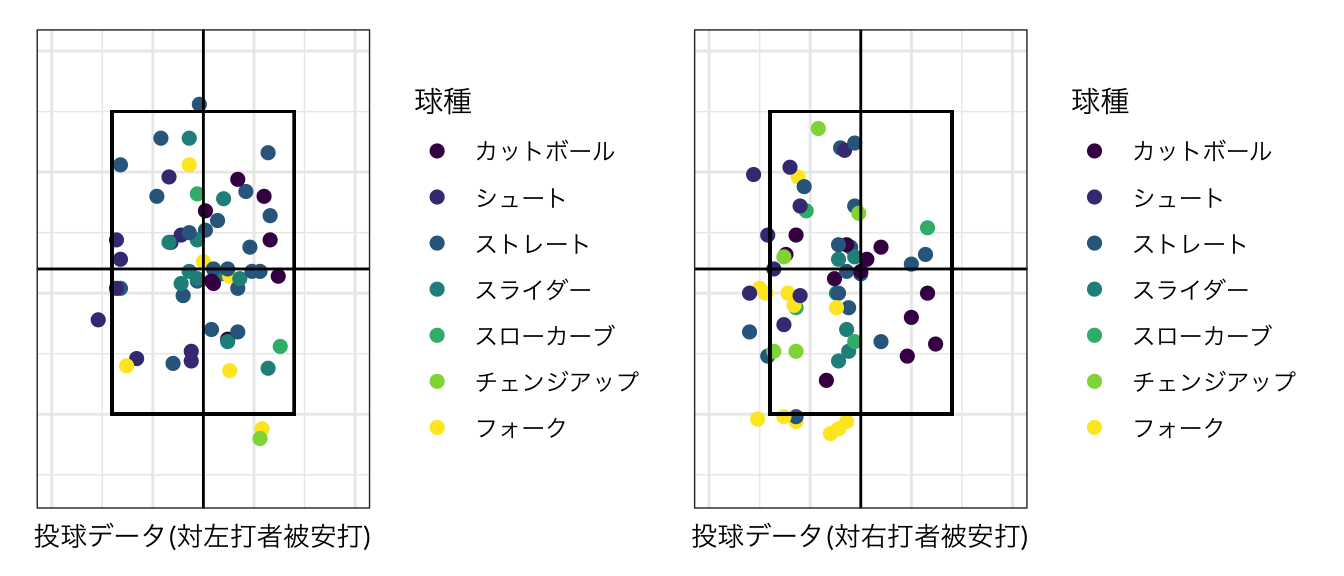 球種
カットボール
シュート
ストレート
スライダー
スローカーブ
チェンジアップ
フォーク
投球データ(対左打者被安打)
球種
カットボール
シュート
ストレート
スライダー
スローカーブ
チェンジアップ
フォーク
投球データ(対右打者被安打)